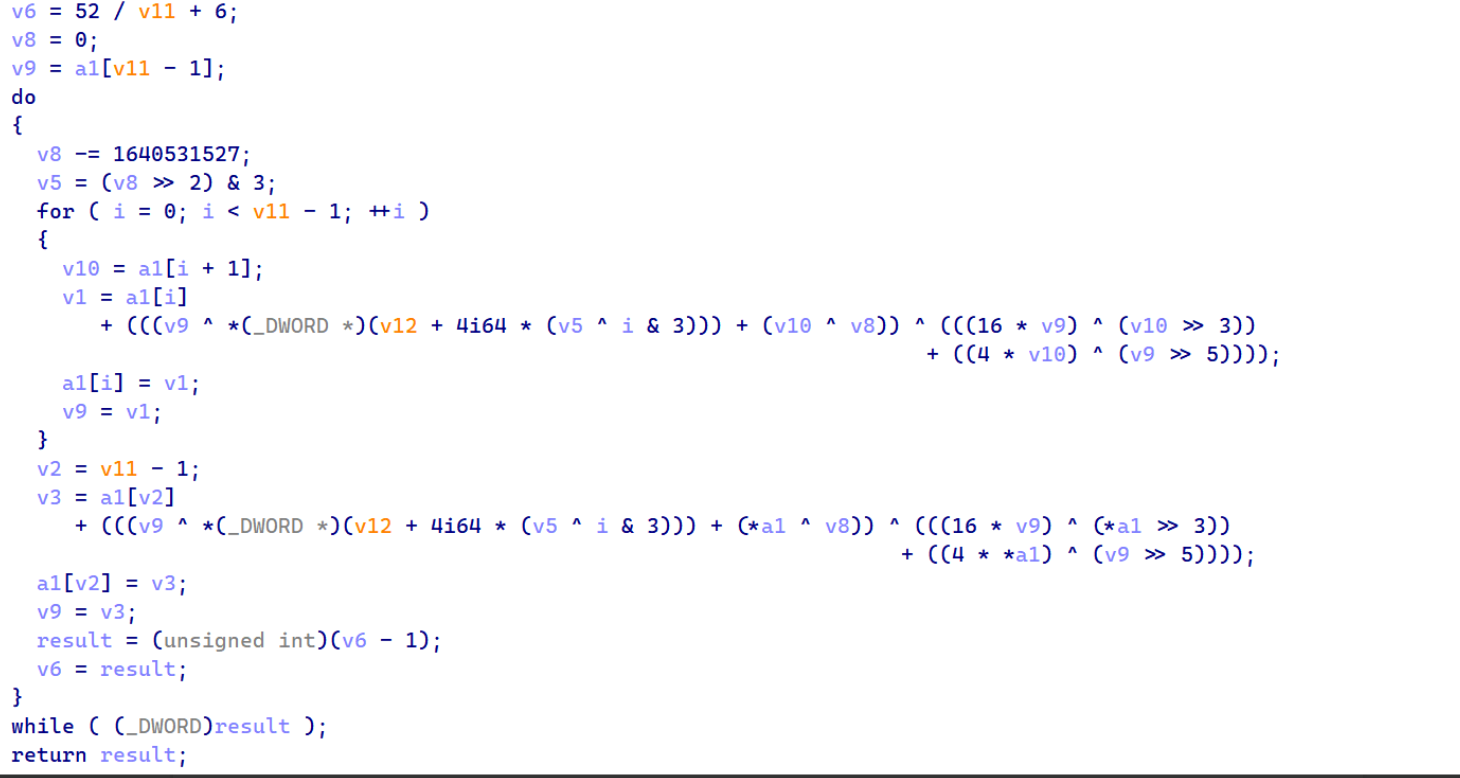 v6 = 52 / v11 + 6;
v8 = 0;
v9 = a1[v11 - 1];
do
{
v8 -= 1640531527;
v5 = (v8 >> 2) & 3;
for ( i = 0; i < v11 - 1; ++i )
{
v10 = a1[i + 1];
v1 = a1[i]
+ (((v9 ^ *(_DWORD *)(v12 + 4i64 * (v5 ^ i & 3))) + (v10 ^ v8)) ^ (((16 * v9) ^ (v10 >> 3))
+ ((4 * v10) ^ (v9 >> 5))));
a1[i] = v1;
v9 = v1;
}
v2 = v11 - 1;
v3 = a1[v2]
+ (((v9 ^ *(_DWORD *)(v12 + 4i64 * (v5 ^ i & 3))) + (*a1 ^ v8)) ^ (((16 * v9) ^ (*a1 >> 3))
+ ((4 * *a1) ^ (v9 >> 5))));
a1[v2] = v3;
v9 = v3;
result = (unsigned int)(v6 - 1);
v6 = result;
}
while ( (_DWORD)result );
return result;